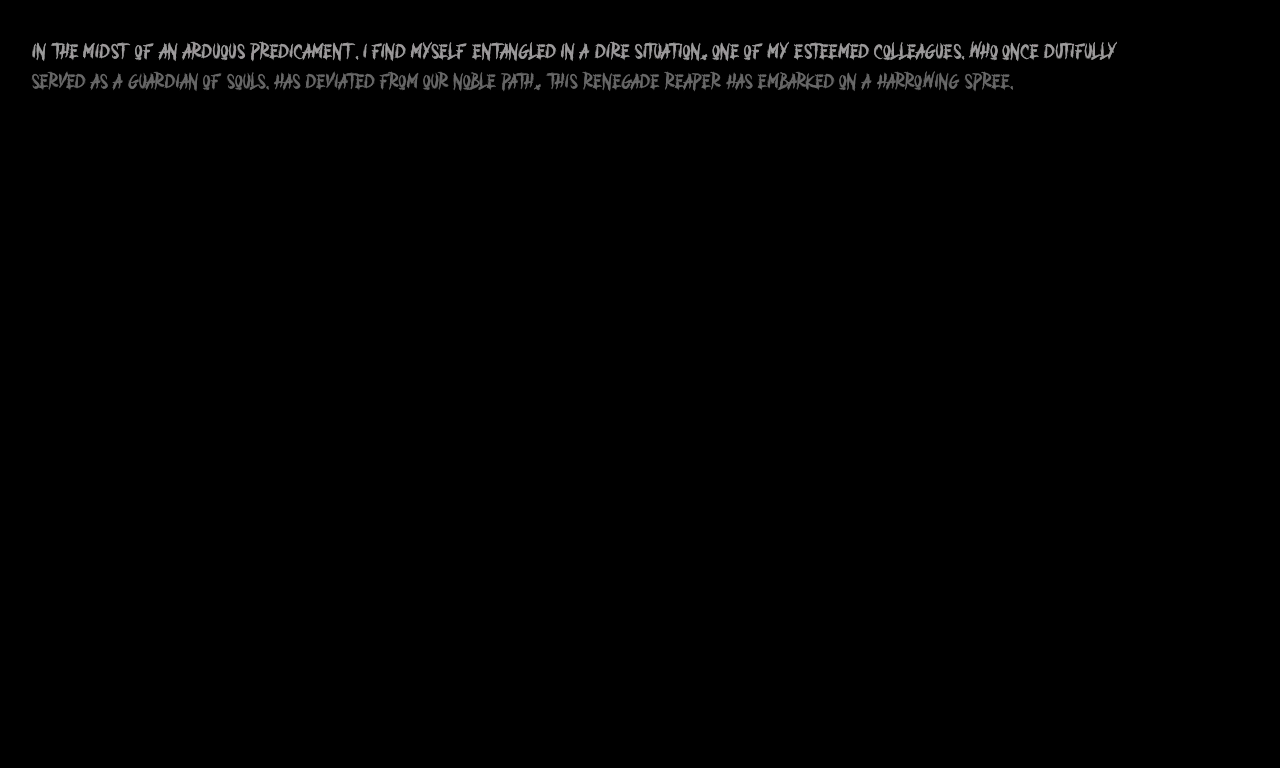 IN THE MIDST OF AN ARDUOUS PREDICAMENT, I FIND MYSELF ENTANGLED IN A DIRE SITUATION. ONE OF MY ESTEEMED COLLEAGUES, WHO ONCE DUTIFULLY
SERVED AS A GUARDIAN OF SOULS, HAS DEVIATED FROM OUR NOBLE PATH. THIS RENEGADE REAPER HAS EMBARKED ON A HARROWING SPREE,